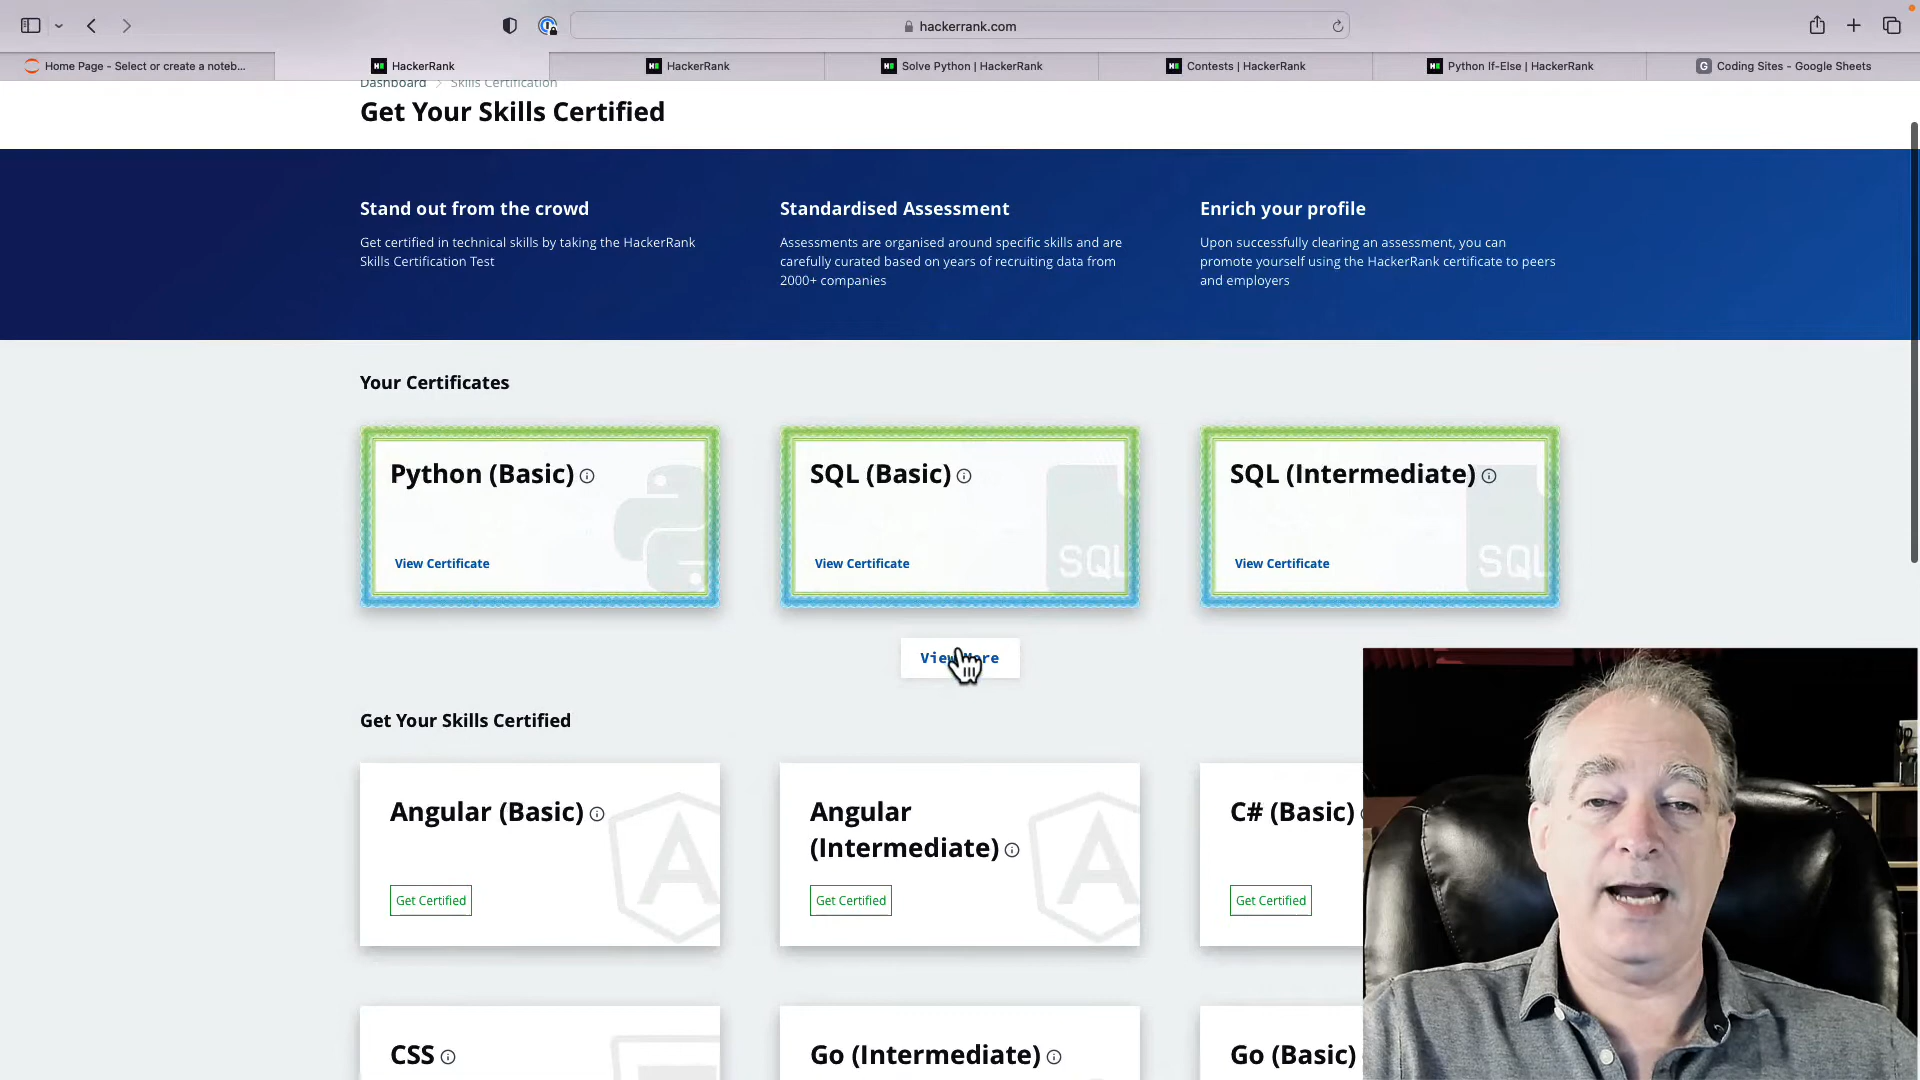 hackerrank.com
Home Page - Select or create a noteb...
HackerRank
HackerRank
Solve Python | HackerRank
Contests | HackerRank
Python If-Else | HackerRank
G Coding Sites - Google Sheets
Dashboard > Skills Certification
Get Your Skills Certified
Stand out from the crowd
Get certified in technical skills by taking the HackerRank
Skills Certification Test
Standardised Assessment
Assessments are organised around specific skills and are
carefully curated based on years of recruiting data from
2000+ companies
Enrich your profile
Upon successfully clearing an assessment, you can
promote yourself using the HackerRank certificate to peers
and employers
Your Certificates
Python (Basic)
View Certificate
SQL (Basic)
SQL
View Certificate
SQL (Intermediate)
SQL
View Certificate
View More
Get Your Skills Certified
Angular (Basic)
Get Certified
Angular
(Intermediate)
Get Certified
C# (Basic)
Get Certified
CSS
Go (Intermediate)
Go (Basic)